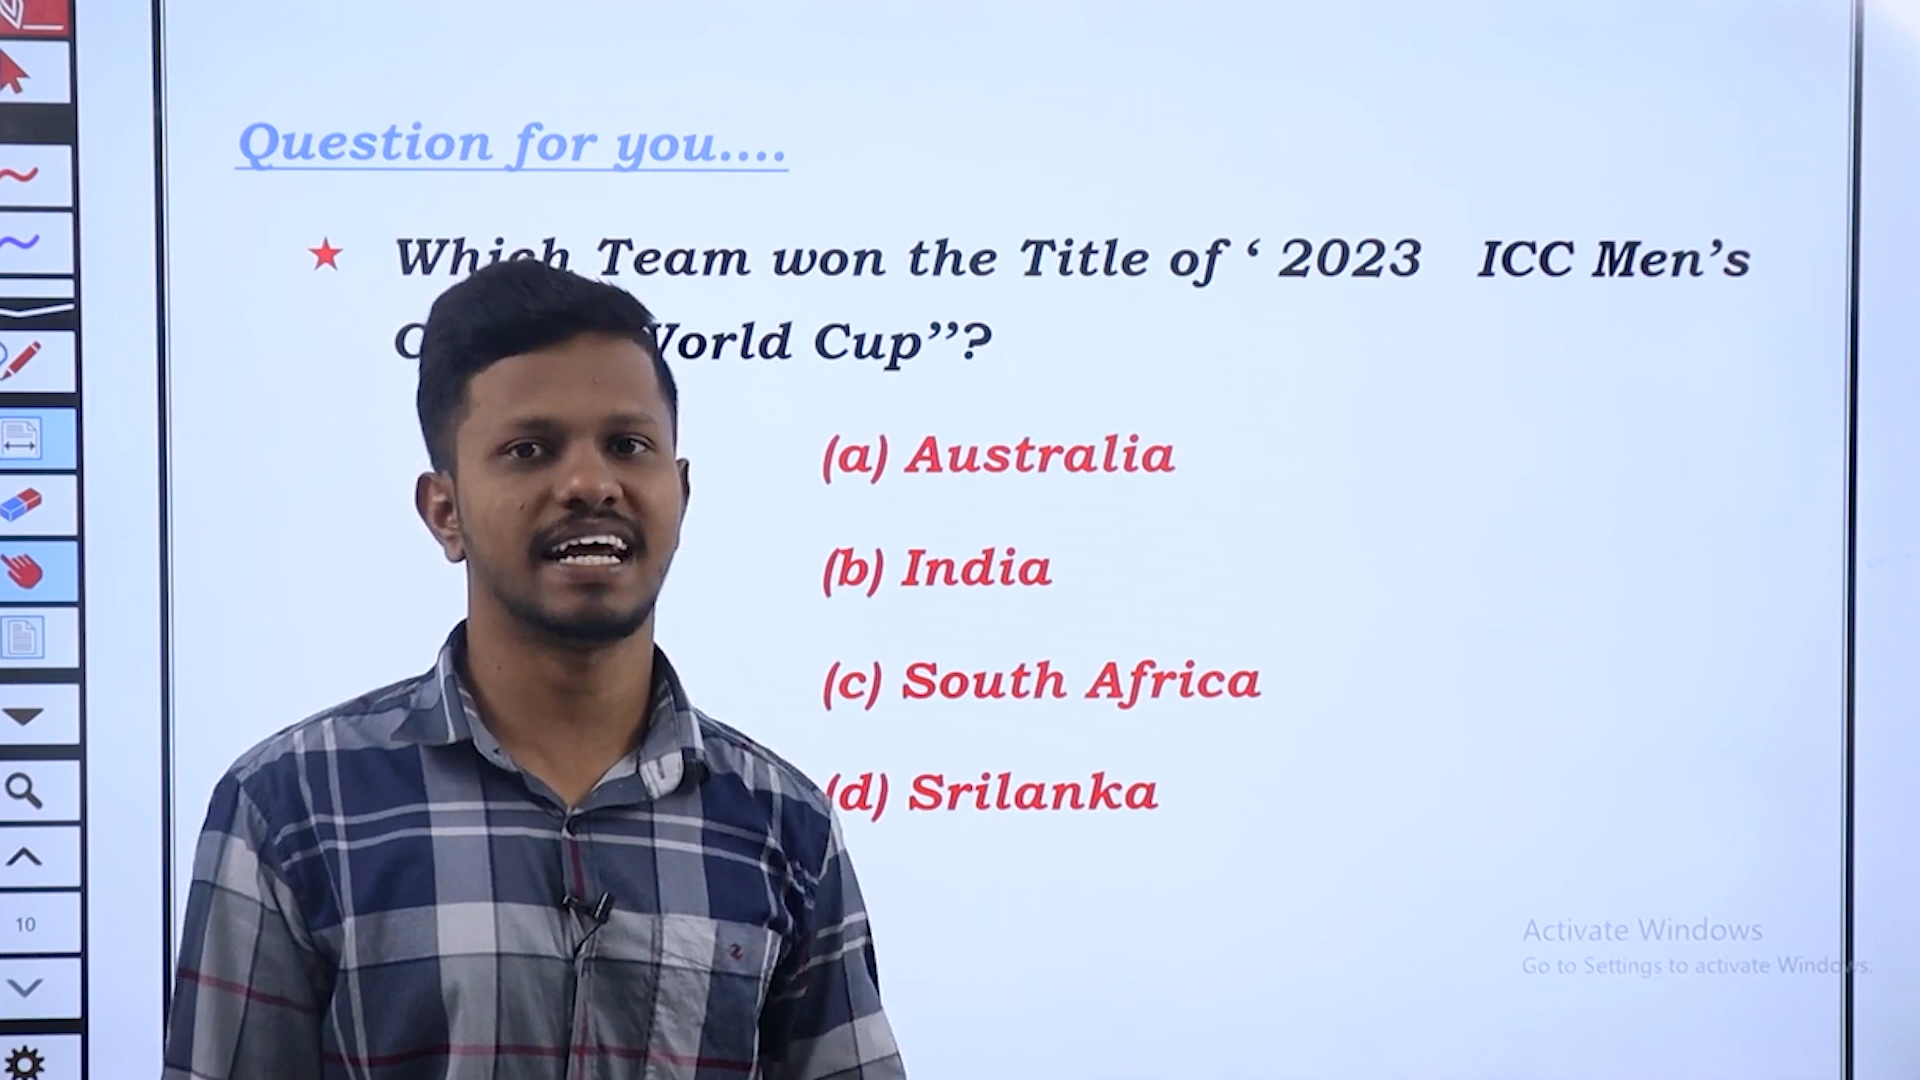 Question for you....
★ Which Team won the Title of ‘ 2023 ICC Men’s
World Cup”?
(a) Australia
(b) India
(c) South Africa
(d) Srilanka
10
Activate Windows
Go to Settings to activate Windows.